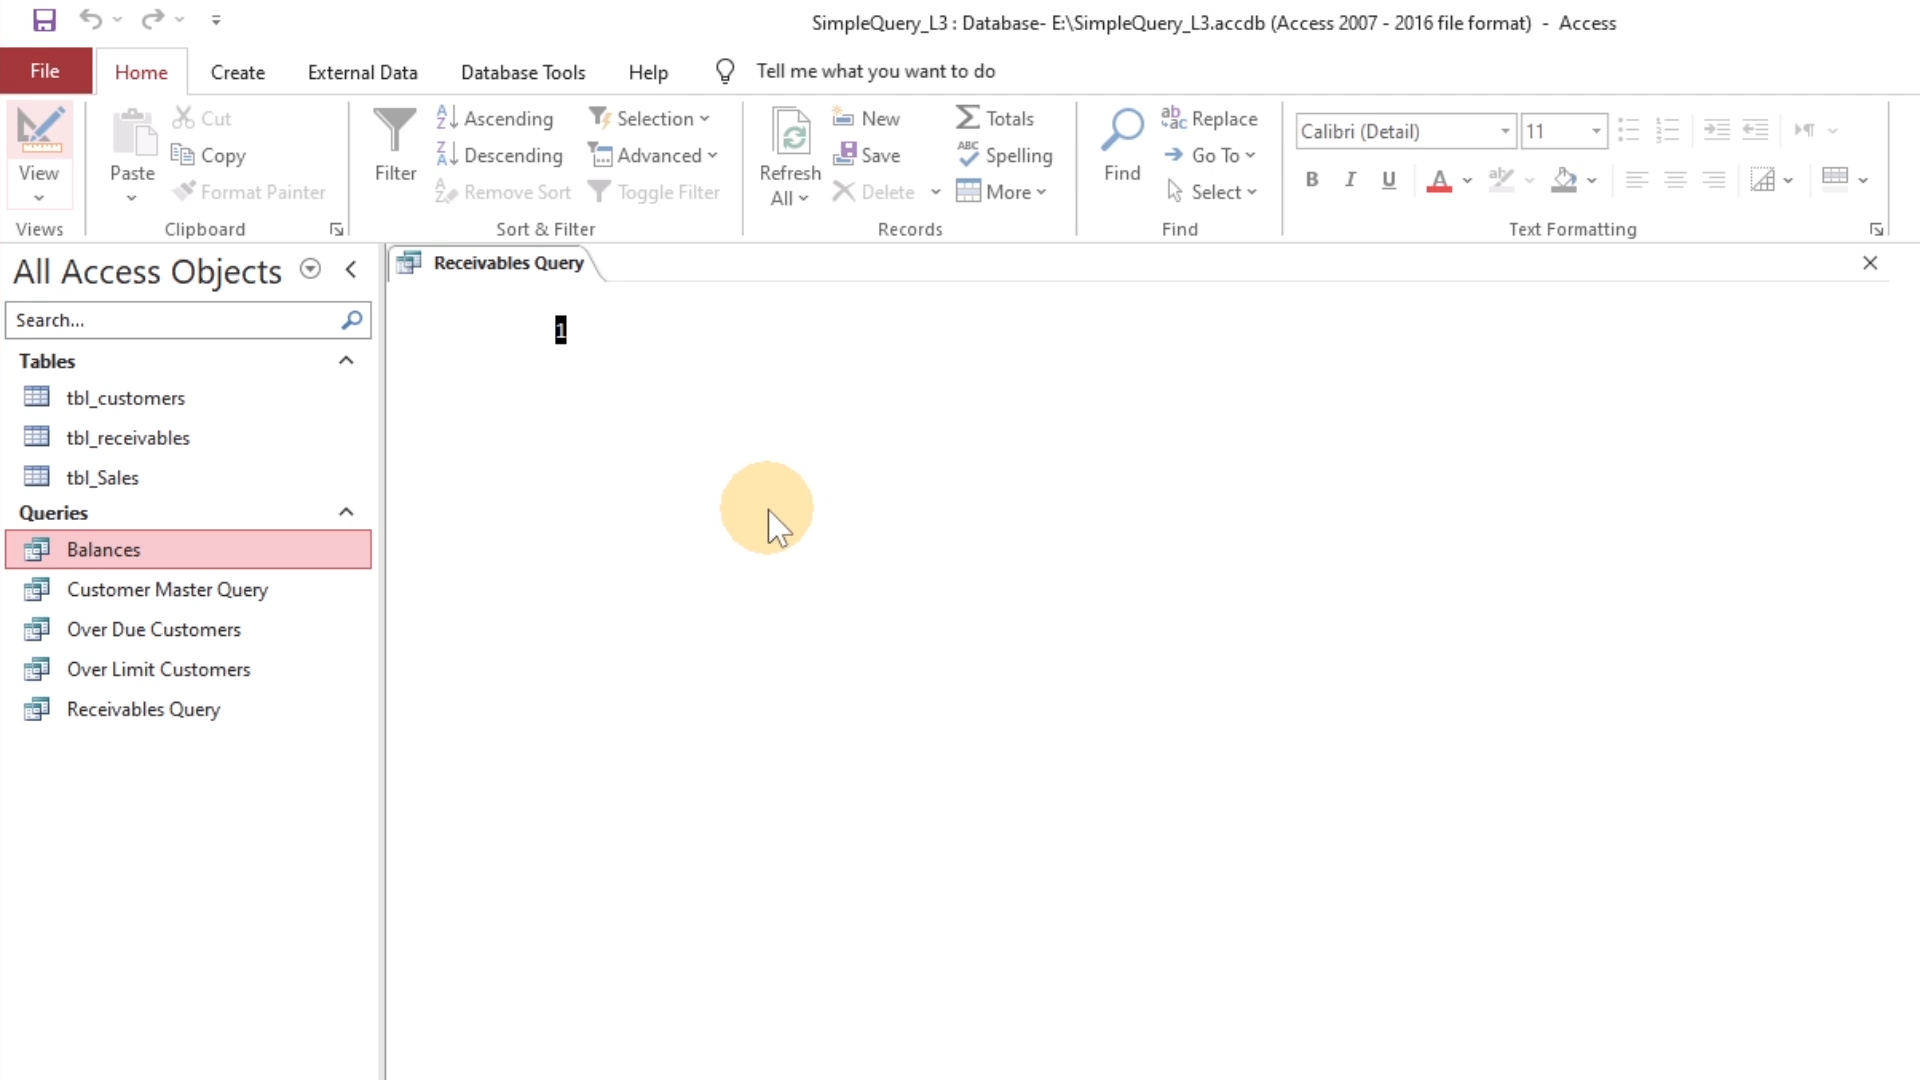 SimpleQuery_L3 : Database- E:\SimpleQuery_L3.accdb (Access 2007 - 2016 file format) - Access
File Home Create External Data Database Tools Help Tell me what you want to do
View
Views
Paste
Cut
Copy
Format Painter
Clipboard
Filter
Ascending
Descending
Remove Sort
Selection
Advanced
Toggle Filter
Sort & Filter
Refresh
All
New
Save
Delete
Totals
Spelling
More
Records
Find
Replace
Go To
Select
Find
Calibri (Detail) 11
B I U A
Text Formatting
All Access Objects
Search...
Tables
tbl_customers
tbl_receivables
tbl_Sales
Queries
Balances
Customer Master Query
Over Due Customers
Over Limit Customers
Receivables Query
Receivables Query
1